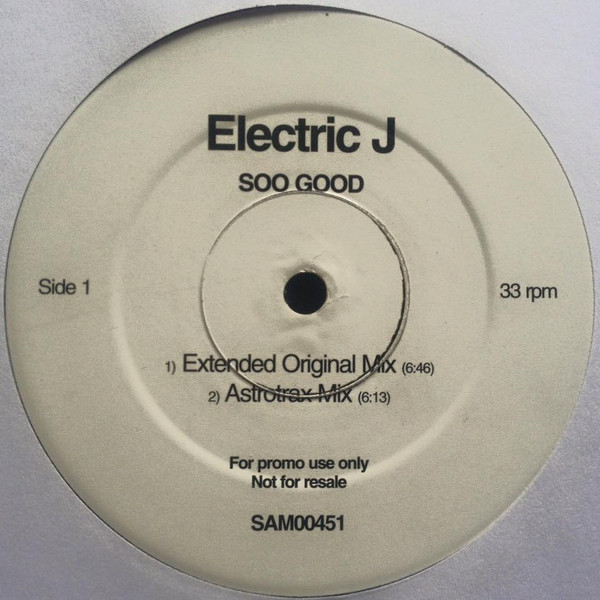 Electric J
SOO GOOD
Side 1
33 rpm
1) Extended Original Mix (6:46)
2) Astrotrax Mix (6:13)
For promo use only
Not for resale
SAM00451